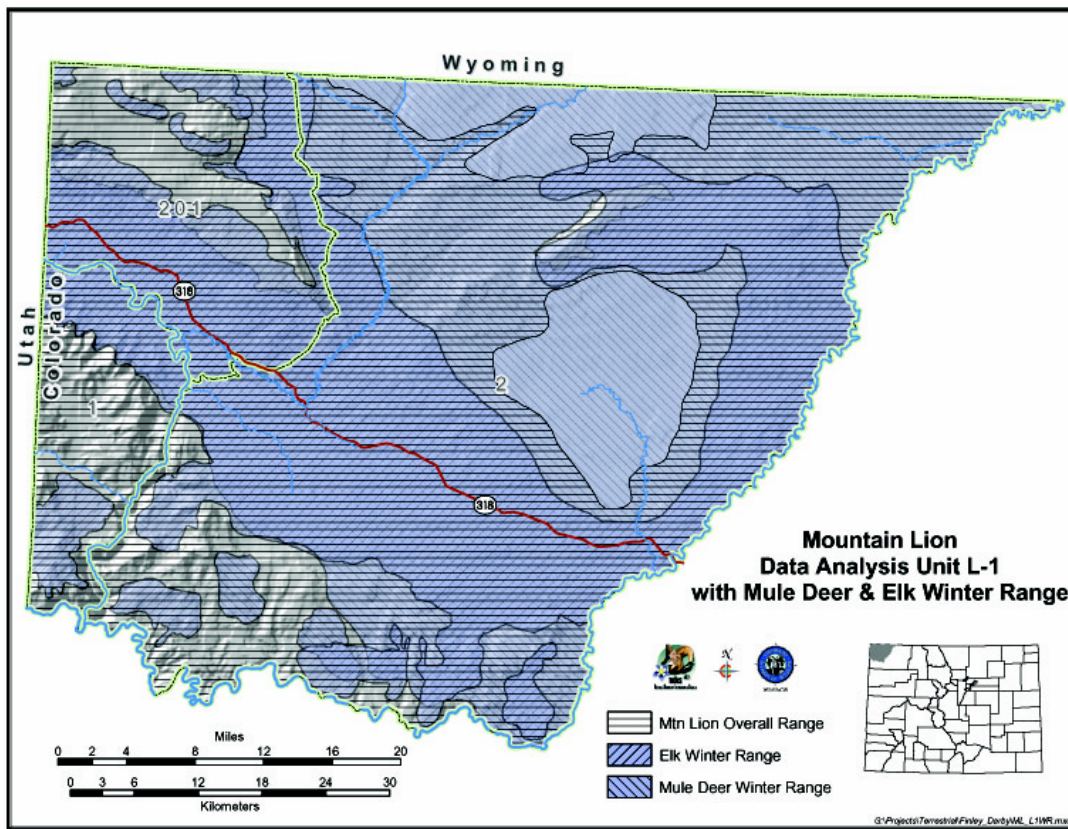 Wyoming
201
318
Utah
Colorado
1
2
318
Mountain Lion
Data Analysis Unit L-1
with Mule Deer & Elk Winter Range
N
Miles
0 2 4 8 12 16 20
0 3 6 12 18 24 30
Kilometers
Mtn Lion Overall Range
Elk Winter Range
Mule Deer Winter Range